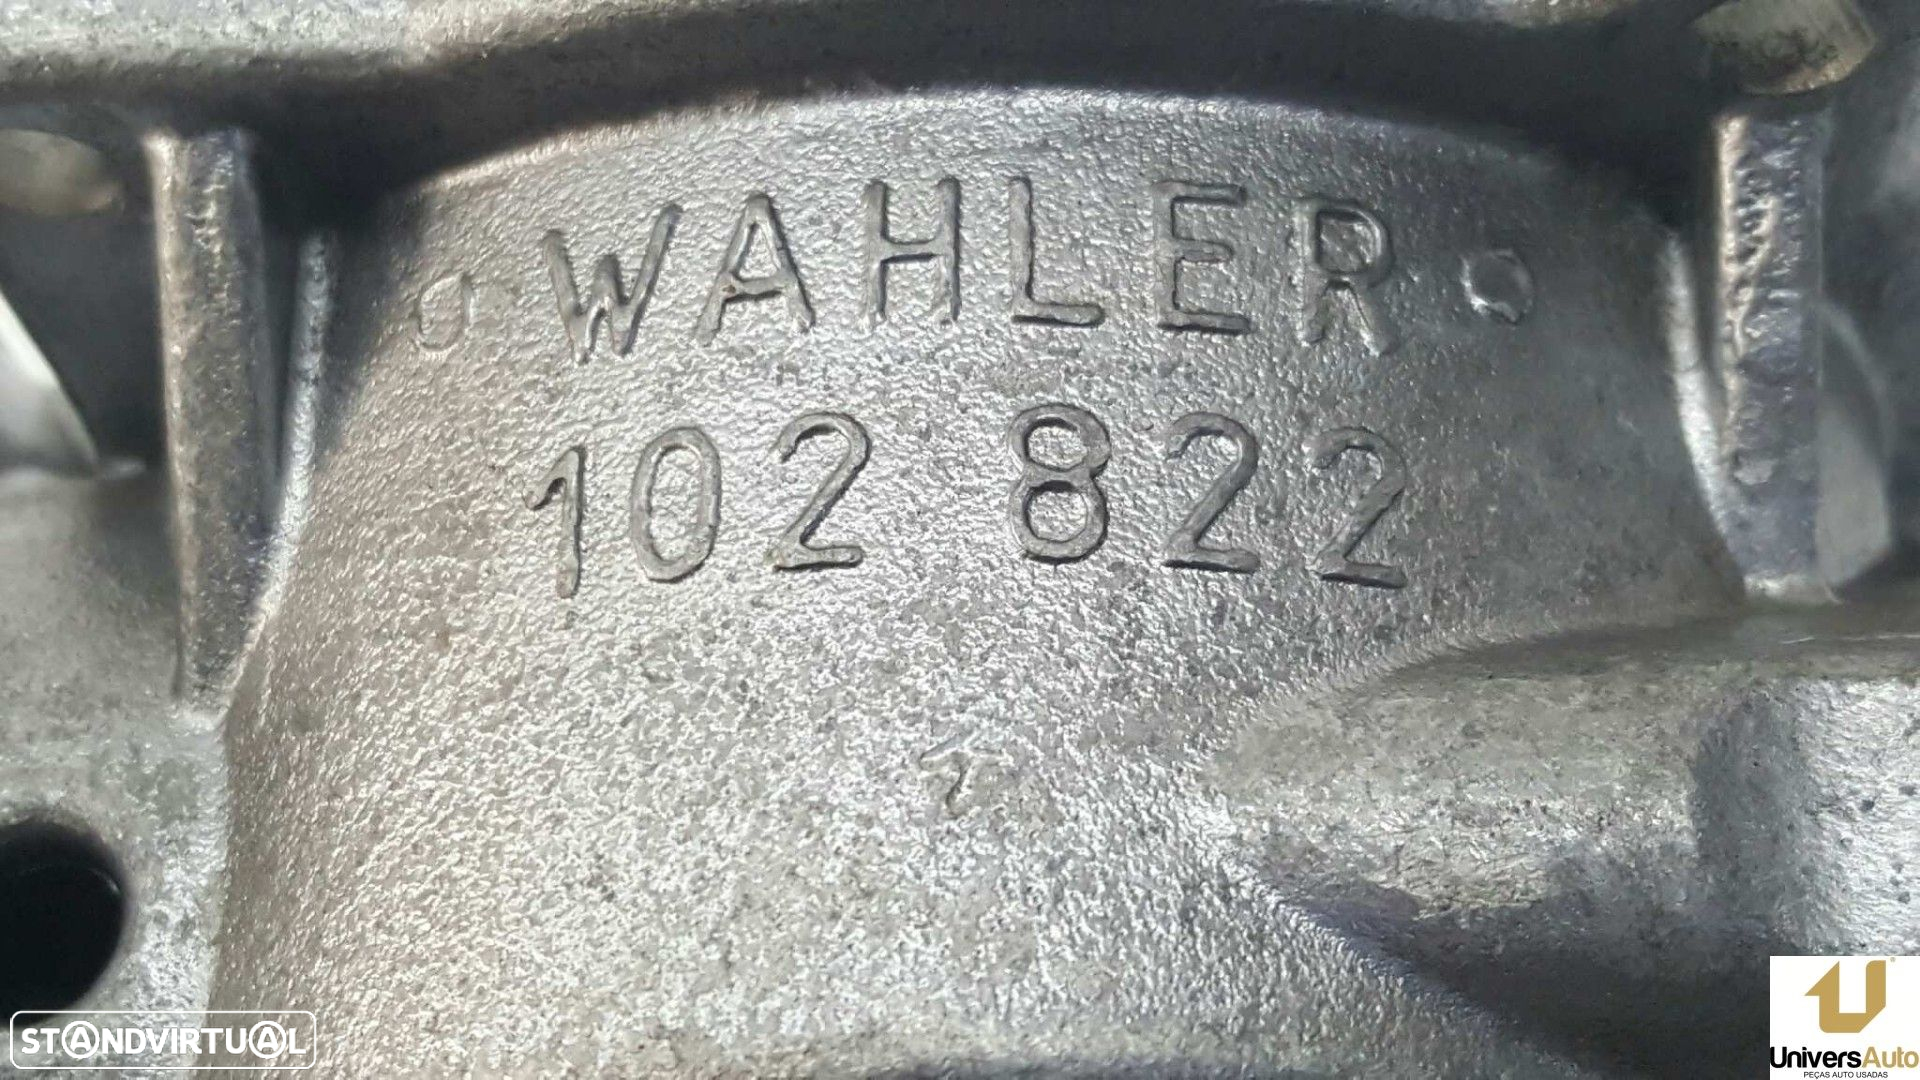 WAHLER
102 822
STANDVIRTUAL
UniversAuto
PEÇAS AUTO USADAS